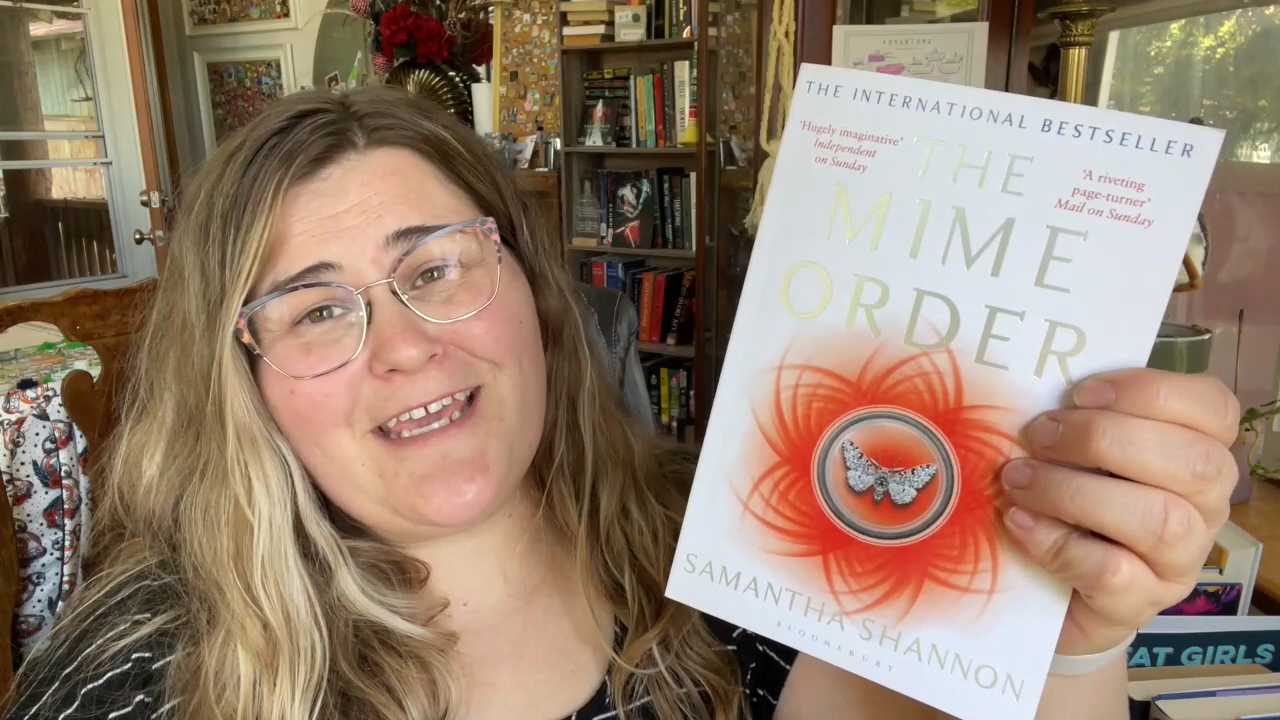 THE INTERNATIONAL BESTSELLER
'Hugely imaginative'
Independent
on Sunday
'A riveting
page-turner'
Mail on Sunday
THE
MIME
ORDER
SAMANTHA SHANNON
BLOOMSBURY
FAT GIRLS